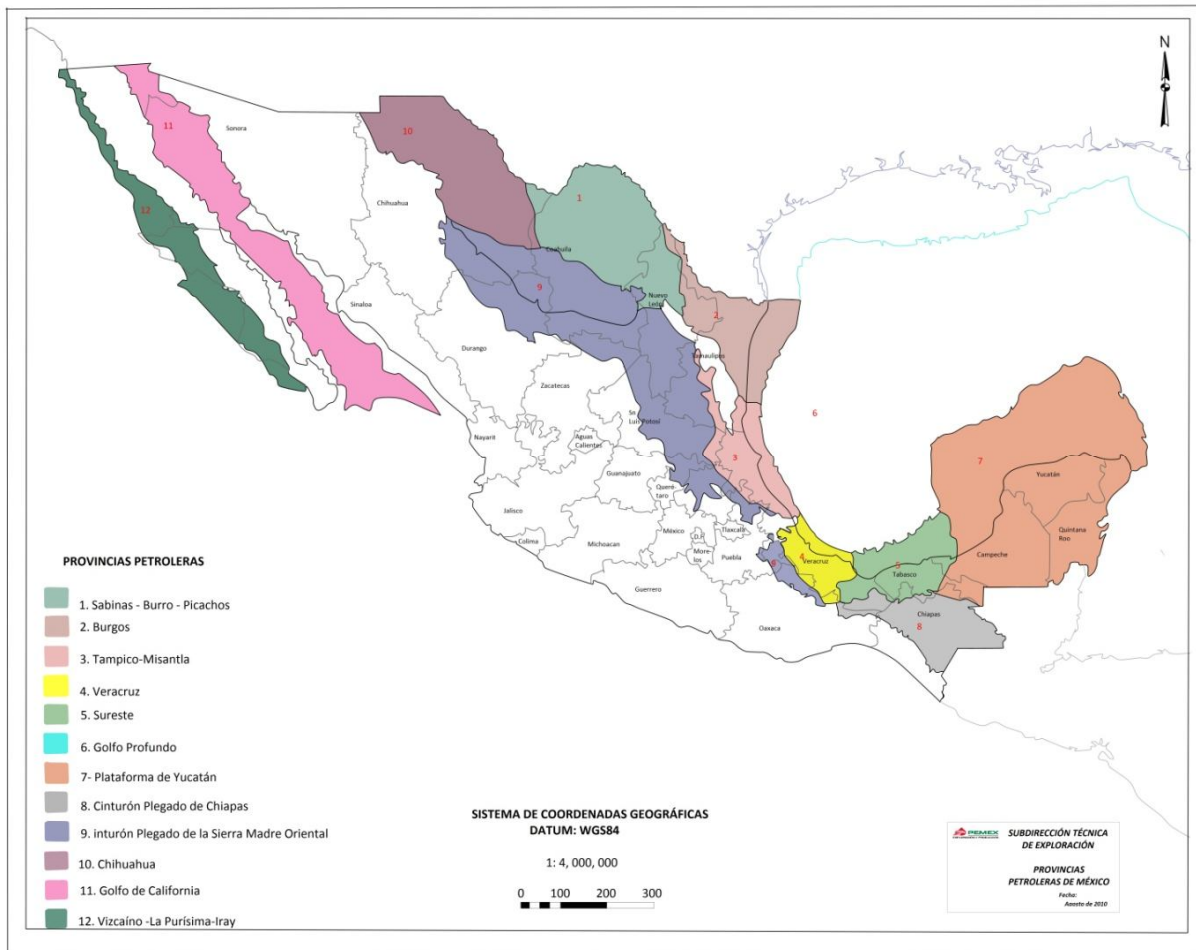 N
11
Sonora
10
12
Chihuahua
1
Coahuila
9
Nuevo
León
2
Sinaloa
Tamaulipas
Durango
Zacatecas
6
Sn
Luis Potosí
Nayarit
Aguas
Calientes
3
7
Yucatán
Guanajuato
Queré-
taro
Quintana
Roo
Jalisco
México
Tlaxcala
D.F.
Colima
Michoacan
More-
los
Puebla
4
Veracruz
5
Tabasco
Campeche
9
Guerrero
Chiapas
8
Oaxaca
PROVINCIAS PETROLERAS
1. Sabinas - Burro - Picachos
2. Burgos
3. Tampico-Misantla
4. Veracruz
5. Sureste
6. Golfo Profundo
7- Plataforma de Yucatán
8. Cinturón Plegado de Chiapas
9. inturón Plegado de la Sierra Madre Oriental
10. Chihuahua
11. Golfo de California
12. Vizcaíno -La Purísima-Iray
SISTEMA DE COORDENADAS GEOGRÁFICAS
DATUM: WGS84
1: 4, 000, 000
0 100 200 300
PEMEX
SUBDIRECCIÓN TÉCNICA
DE EXPLORACIÓN
PROVINCIAS
PETROLERAS DE MÉXICO
Fecha:
Agosto de 2010